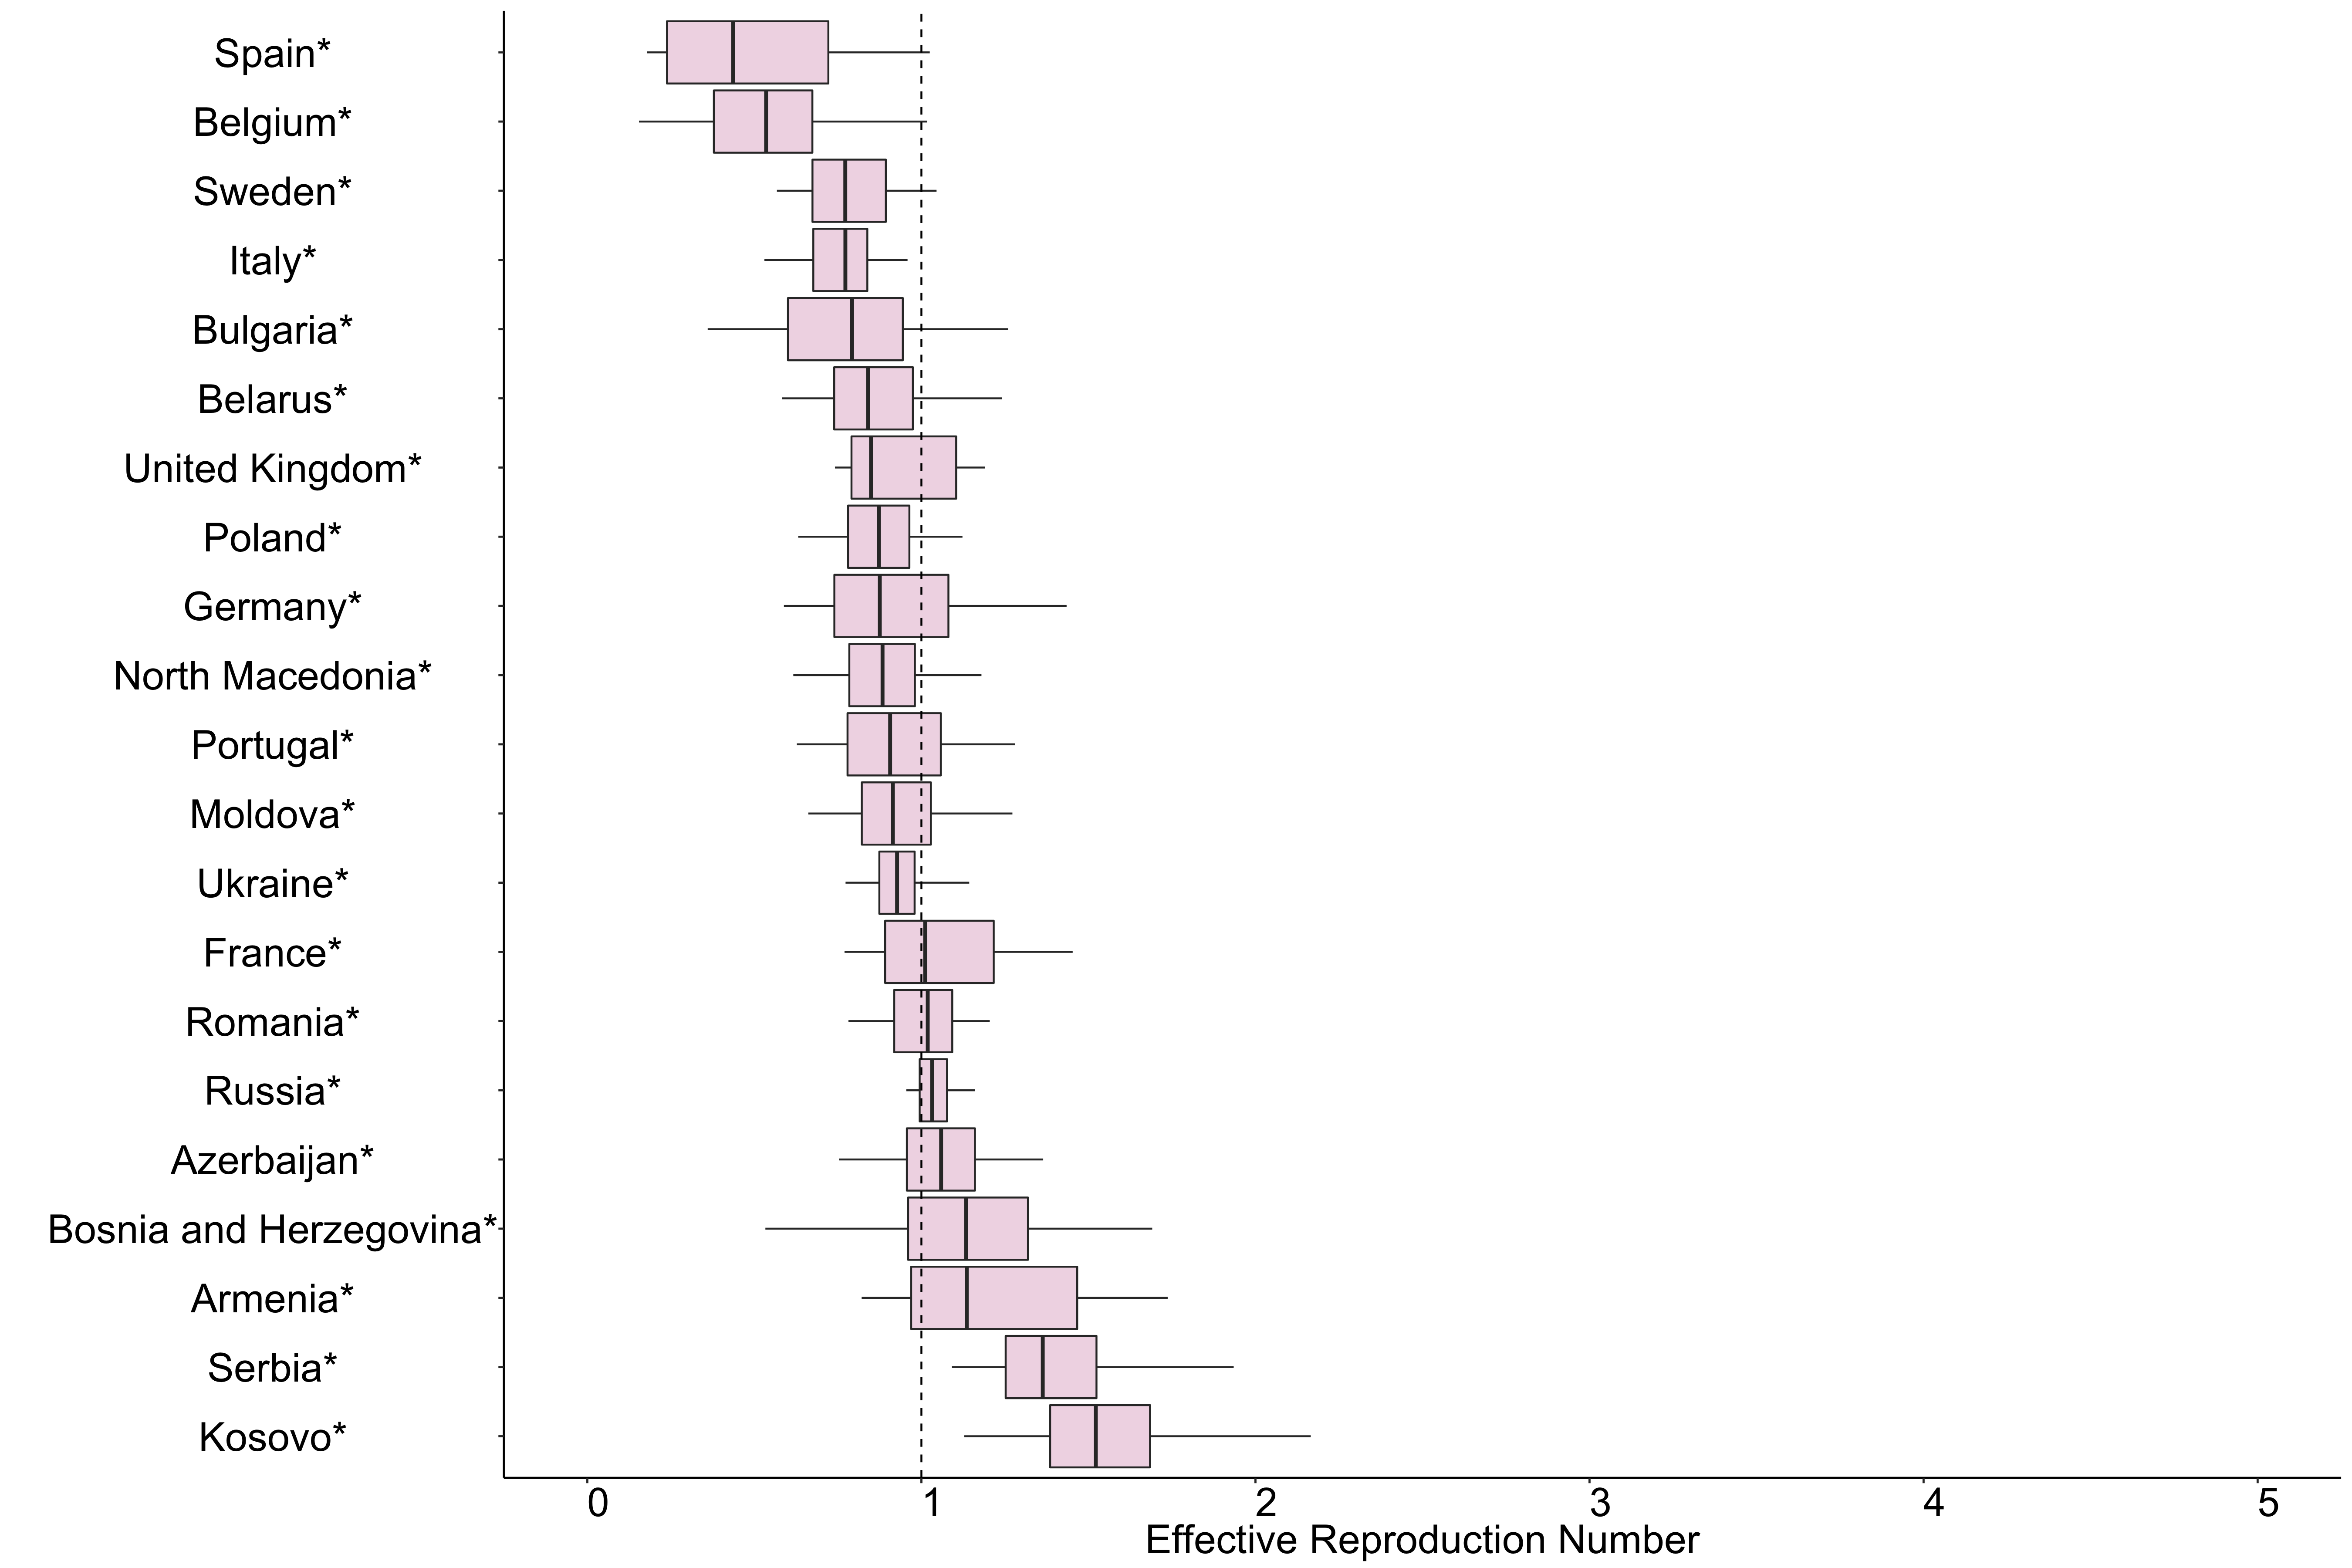 Spain*
Belgium*
Sweden*
Italy*
Bulgaria*
Belarus*
United Kingdom*
Poland*
Germany*
North Macedonia*
Portugal*
Moldova*
Ukraine*
France*
Romania*
Russia*
Azerbaijan*
Bosnia and Herzegovina*
Armenia*
Serbia*
Kosovo*
0 1 2 3 4 5
Effective Reproduction Number